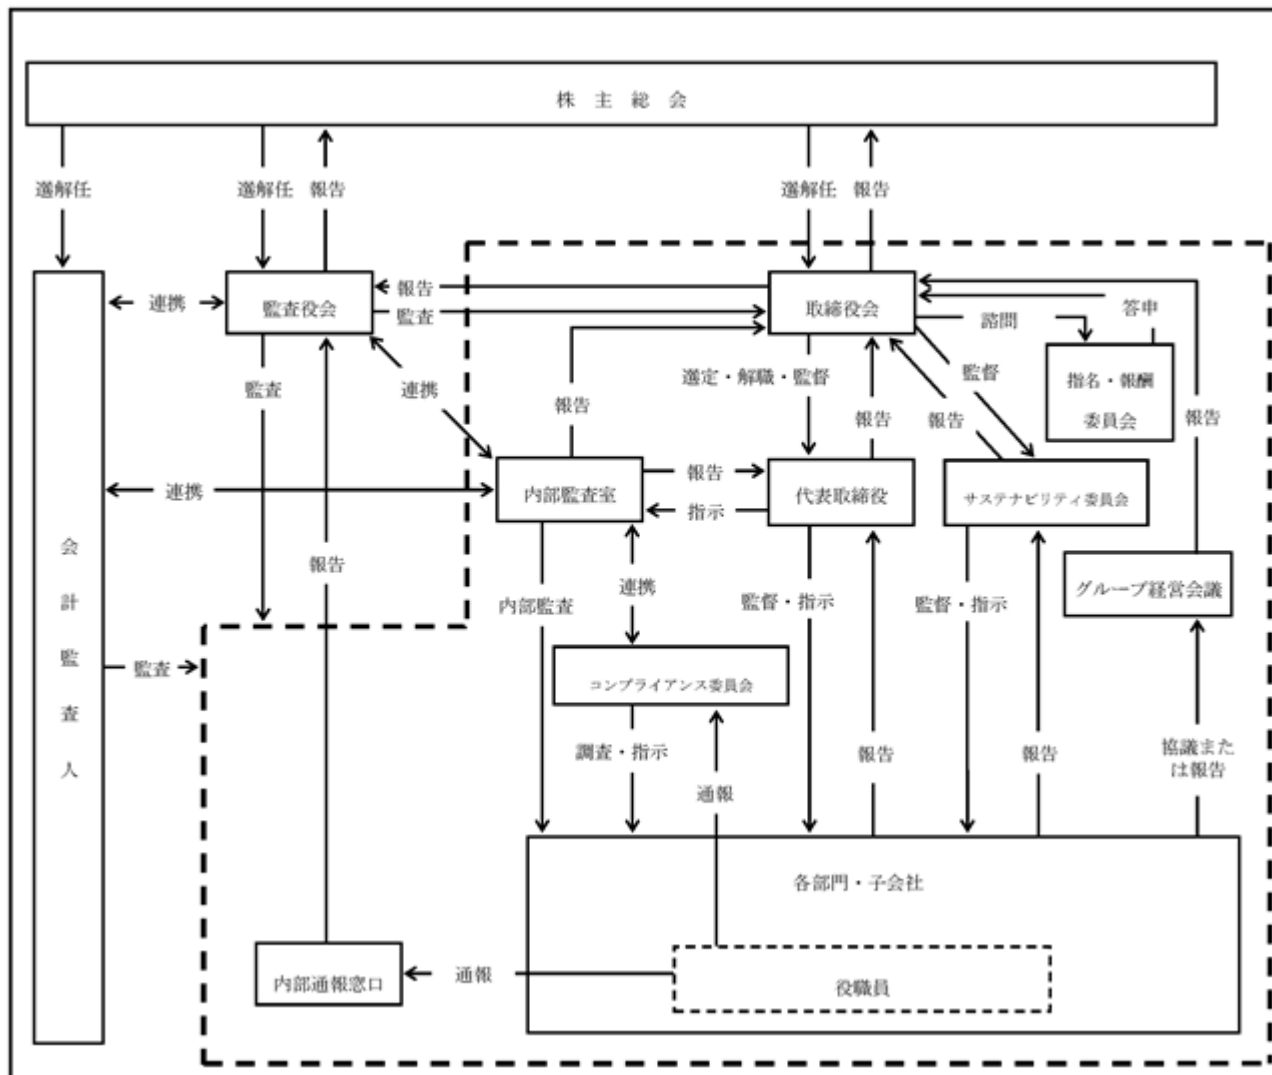 株 主 総 会
選解任
選解任
報告
選解任
報告
監査役会
取締役会
連携
報告
監査
答申
諮問
監査
連携
報告
選定・解職・監督
報告
監督
報告
指名・報酬
委員会
報告
内部監査室
報告
指示
代表取締役
サステナビリティ委員会
連携
会計監査人
報告
内部監査
連携
監督・指示
監督・指示
グループ経営会議
監査
コンプライアンス委員会
調査・指示
通報
報告
報告
協議また
は報告
各部門・子会社
内部通報窓口
通報
役職員